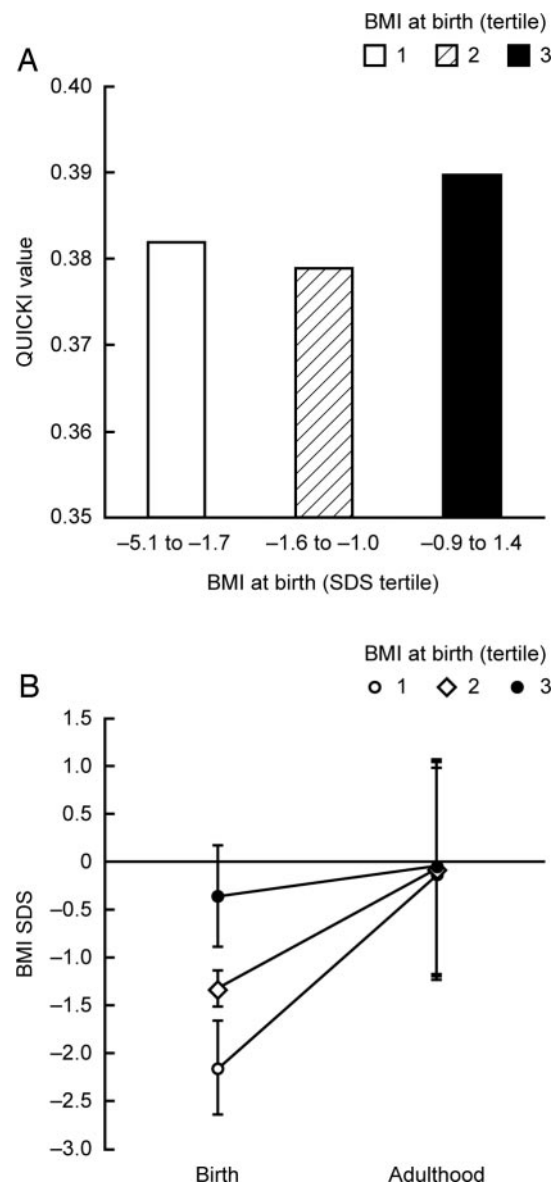 BMI at birth (tertile)
A
1 2 3
0.40
0.39
0.38
0.37
0.36
0.35
QUICKI value
–5.1 to –1.7 –1.6 to –1.0 –0.9 to 1.4
BMI at birth (SDS tertile)
BMI at birth (tertile)
B
1 2 3
1.5
1.0
0.5
0
–0.5
–1.0
–1.5
–2.0
–2.5
–3.0
BMI SDS
Birth Adulthood